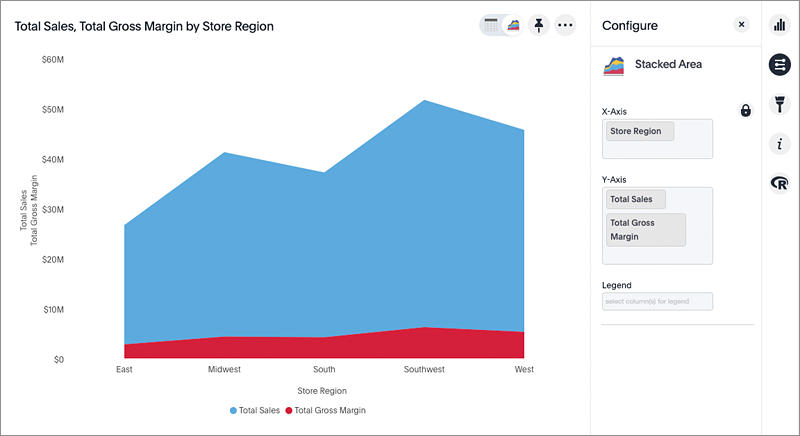 Total Sales, Total Gross Margin by Store Region
$60M
$50M
$40M
$30M
$20M
$10M
$0
Total Sales
Total Gross Margin
East
Midwest
South
Southwest
West
Store Region
Total Sales
Total Gross Margin
Configure
Stacked Area
X-Axis
Store Region
Y-Axis
Total Sales
Total Gross
Margin
Legend
select column(s) for legend
i
R